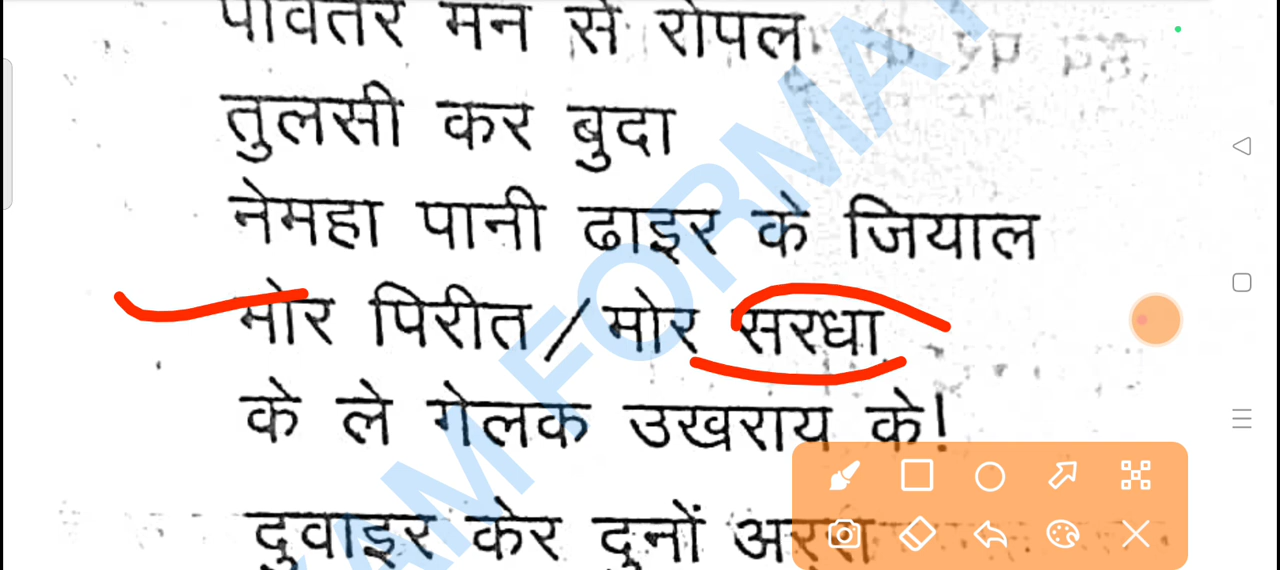 पवितर मन से रोपल
तुलसी कर बुदा
नेमहा पानी ढाइर के जियाल
मोर पिरीत / मोर सरधा
के ले गेलक उखराय के!
दुवाइर केर दुनों